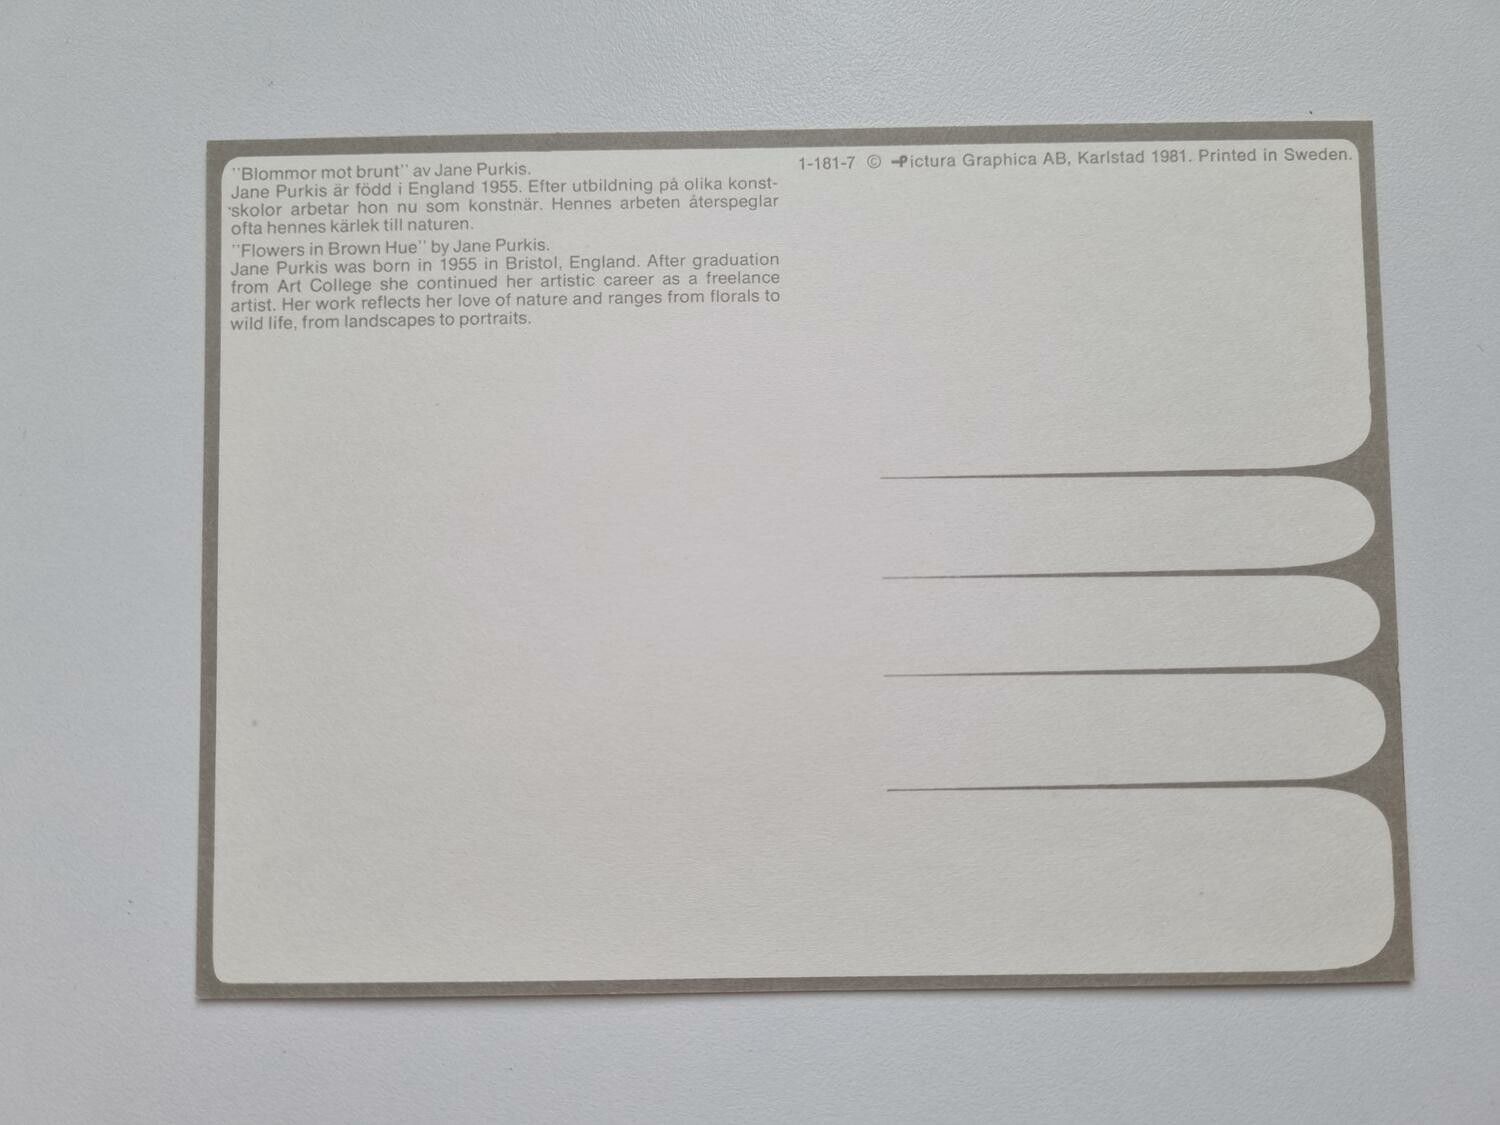 "Blommor mot brunt" av Jane Purkis.
Jane Purkis är född i England 1955. Efter utbildning på olika konst-
skolor arbetar hon nu som konstnär. Hennes arbeten återspeglar
ofta hennes kärlek till naturen.
"Flowers in Brown Hue" by Jane Purkis.
Jane Purkis was born in 1955 in Bristol, England. After graduation
from Art College she continued her artistic career as a freelance
artist. Her work reflects her love of nature and ranges from florals to
wild life, from landscapes to portraits.
1-181-7 © Pictura Graphica AB, Karlstad 1981. Printed in Sweden.